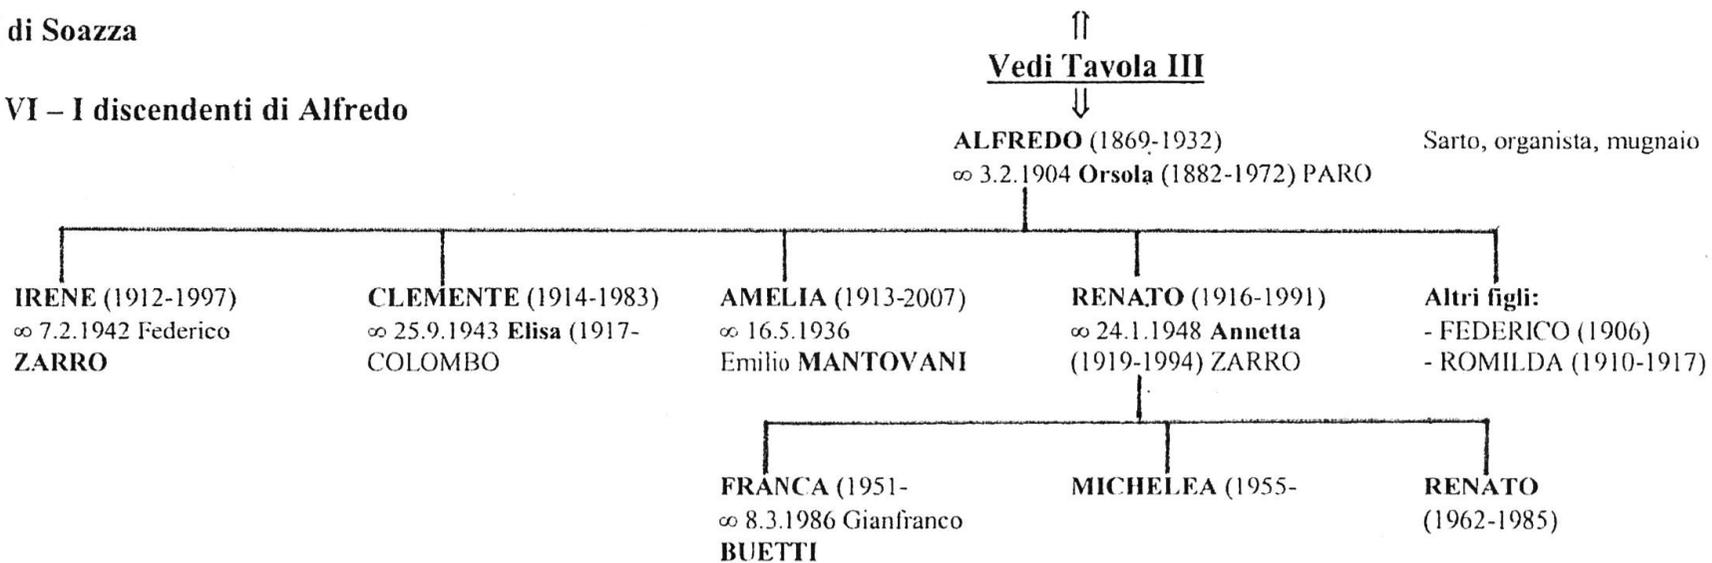 di Soazza
⇑
Vedi Tavola III
⇓
VI – I discendenti di Alfredo
ALFREDO (1869-1932)
∞ 3.2.1904 Orsola (1882-1972) PARO
Sarto, organista, mugnaio
IRENE (1912-1997)
∞ 7.2.1942 Federico
ZARRO
CLEMENTE (1914-1983)
∞ 25.9.1943 Elisa (1917-
COLOMBO
AMELIA (1913-2007)
∞ 16.5.1936
Emilio MANTOVANI
RENATO (1916-1991)
∞ 24.1.1948 Annetta
(1919-1994) ZARRO
Altri figli:
- FEDERICO (1906)
- ROMILDA (1910-1917)
FRANCA (1951-
∞ 8.3.1986 Gianfranco
BUETTI
MICHELEA (1955-
RENATO
(1962-1985)